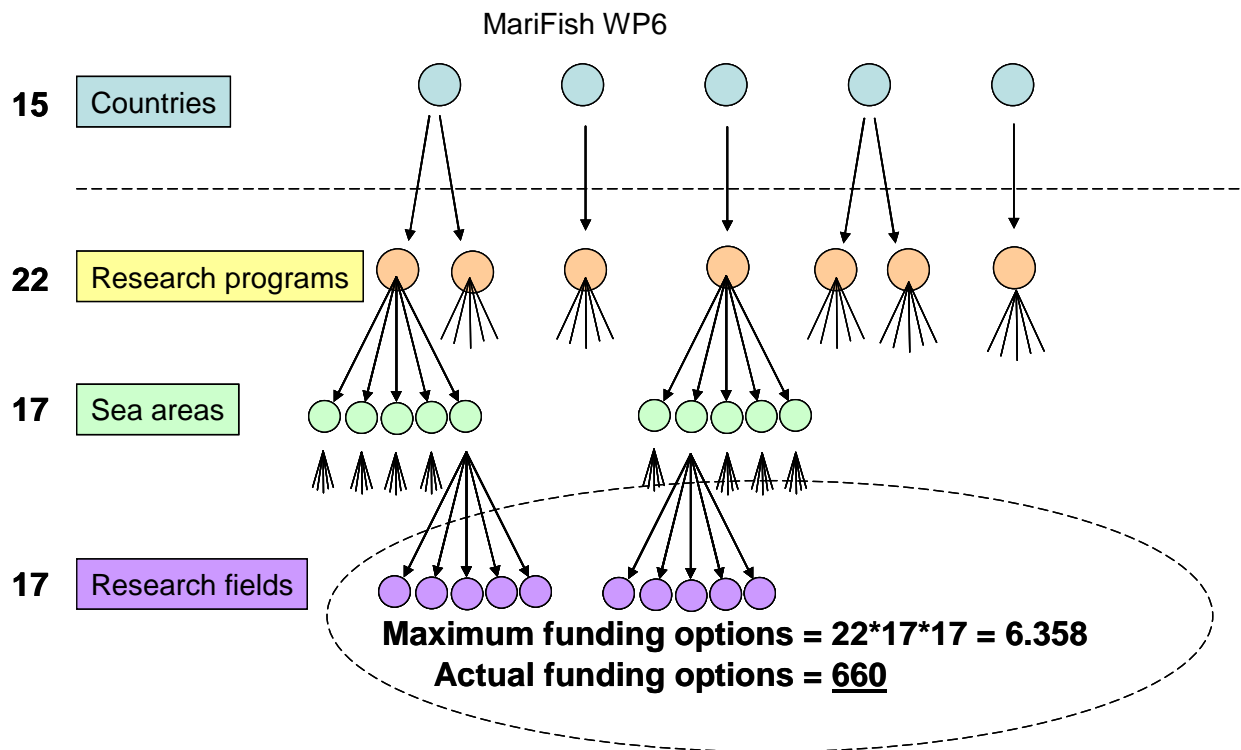 MariFish WP6
15 Countries
22 Research programs
17 Sea areas
17 Research fields
Maximum funding options = 22*17*17 = 6.358
Actual funding options = 660